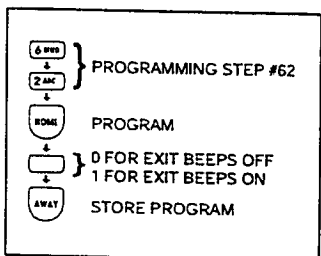 6 MNO
2 ABC
PROGRAMMING STEP #62
HOME
PROGRAM
0 FOR EXIT BEEPS OFF
1 FOR EXIT BEEPS ON
AWAY
STORE PROGRAM